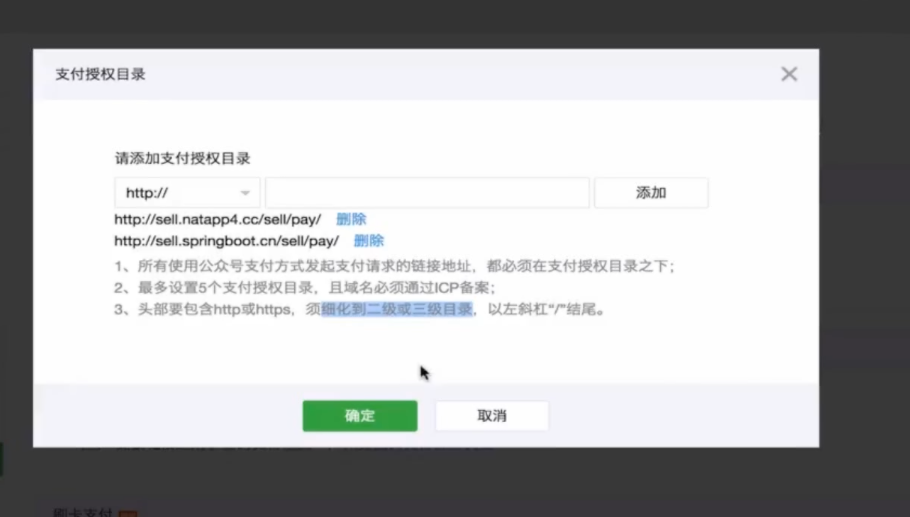 支付授权目录
请添加支付授权目录
http:// 添加
http://sell.natapp4.cc/sell/pay/ 删除
http://sell.springboot.cn/sell/pay/ 删除
1、所有使用公众号支付方式发起支付请求的链接地址，都必须在支付授权目录之下；
2、最多设置5个支付授权目录，且域名必须通过ICP备案；
3、头部要包含http或https，须细化到二级或三级目录，以左斜杠“/”结尾。
确定 取消
刷卡支付